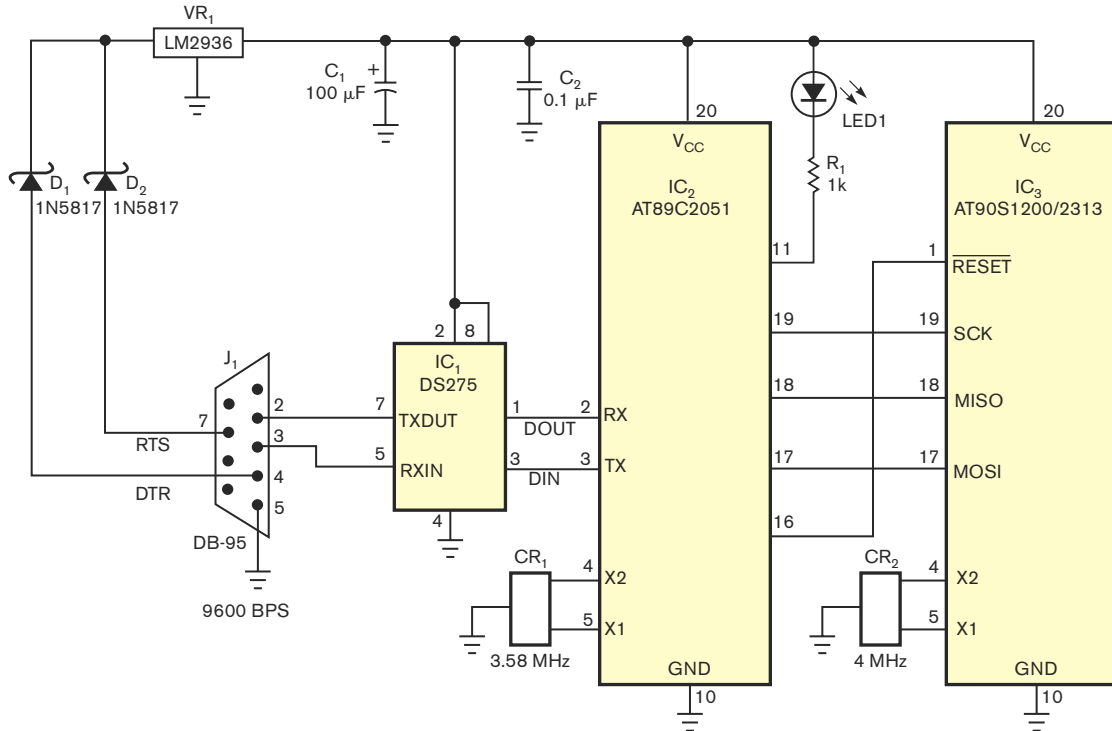 VR1
LM2936
C1
100 µF
+
C2
0.1 µF
LED1
R1
1k
D1
1N5817
D2
1N5817
20
VCC
IC2
AT89C2051
20
VCC
IC3
AT90S1200/2313
11
1
RESET
19
19
SCK
18
18
MISO
17
17
MOSI
16
2
8
IC1
DS275
7
TXDUT
5
RXIN
4
1
DOUT
2
RX
3
DIN
3
TX
J1
7
RTS
DTR
2
3
4
5
DB-95
9600 BPS
CR1
3.58 MHz
4
X2
5
X1
GND
10
CR2
4 MHz
4
X2
5
X1
GND
10